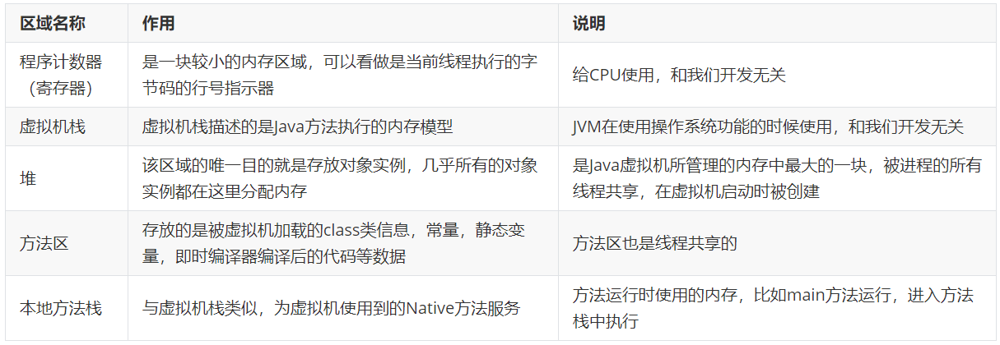 区域名称 作用 说明
程序计数器 是一块较小的内存区域，可以看做是当前线程执行的字 给CPU使用，和我们开发无关
（寄存器） 节码的行号指示器
虚拟机栈 虚拟机栈描述的是Java方法执行的内存模型 JVM在使用操作系统功能的时候使用，和我们开发无关
堆 该区域的唯一目的就是存放对象实例，几乎所有的对象 是Java虚拟机所管理的内存中最大的一块，被进程的所有
实例都在这里分配内存 线程共享，在虚拟机启动时被创建
方法区 存放的是被虚拟机加载的class类信息，常量，静态变 方法区也是线程共享的
量，即时编译器编译后的代码等数据
本地方法栈 与虚拟机栈类似，为虚拟机使用到的Native方法服务 方法运行时使用的内存，比如main方法运行，进入方法
栈中执行